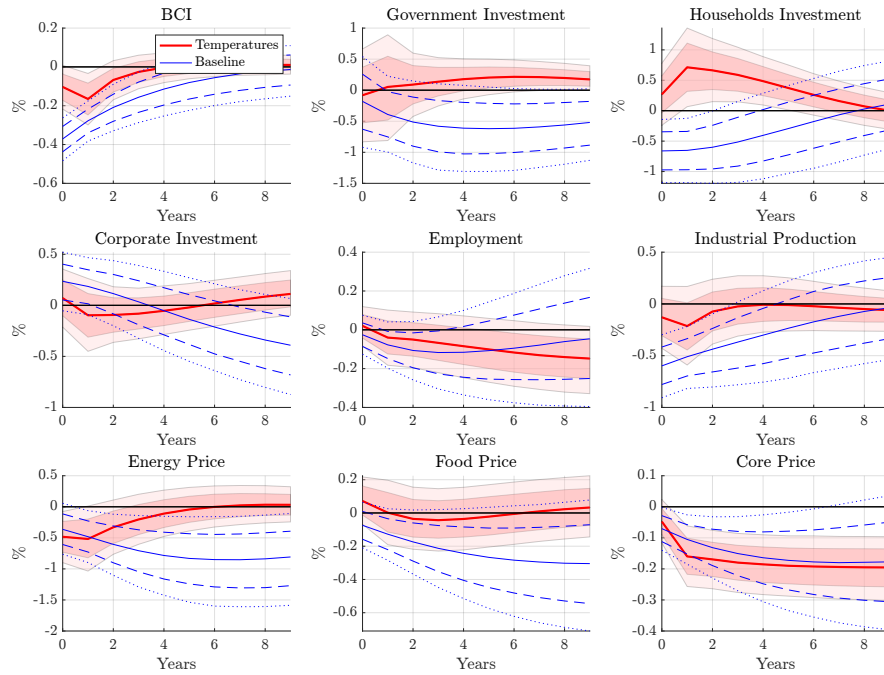 BCI
Government Investment
Households Investment
Temperatures
Baseline
0.2
0
-0.2
-0.4
-0.6
%
0 2 4 6 8
Years
1
0.5
0
-0.5
-1
-1.5
%
0 2 4 6 8
Years
1
0.5
0
-0.5
-1
%
0 2 4 6 8
Years
Corporate Investment
Employment
Industrial Production
0.5
0
-0.5
-1
%
0 2 4 6 8
Years
0.4
0.2
0
-0.2
-0.4
%
0 2 4 6 8
Years
0.5
0
-0.5
-1
%
0 2 4 6 8
Years
Energy Price
Food Price
Core Price
0.5
0
-0.5
-1
-1.5
-2
%
0 2 4 6 8
Years
0.2
0
-0.2
-0.4
-0.6
%
0 2 4 6 8
Years
0.1
0
-0.1
-0.2
-0.3
-0.4
%
0 2 4 6 8
Years